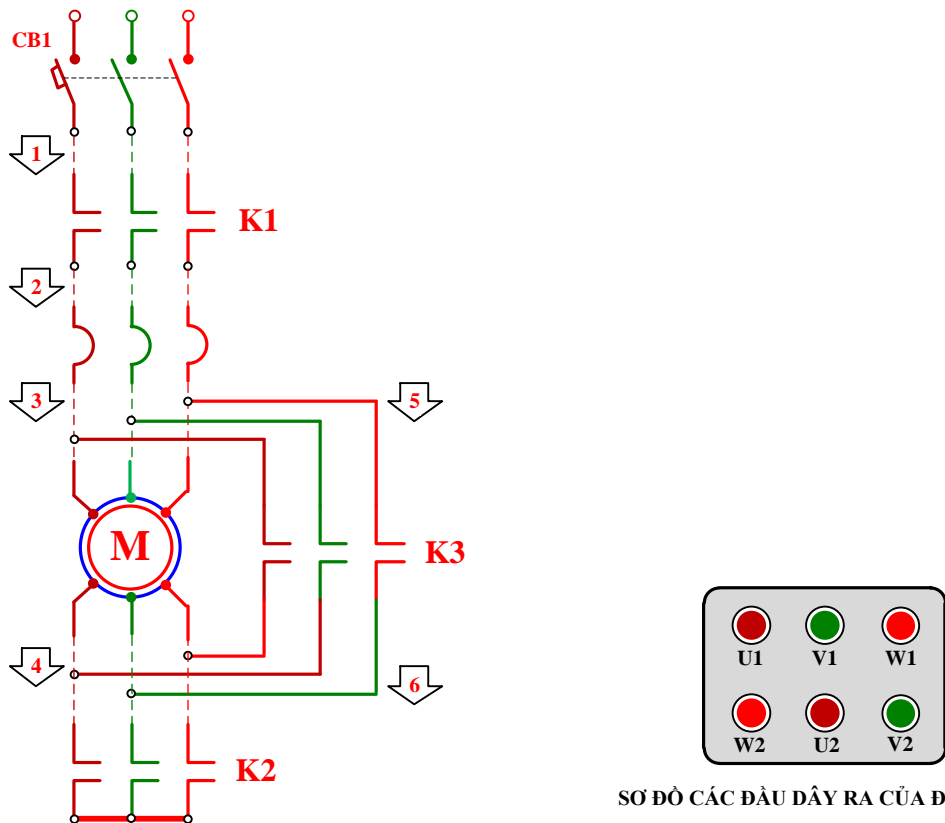 CB1
1
K1
2
3
5
M
K3
4
6
K2
U1 V1 W1
W2 U2 V2
SƠ ĐỒ CÁC ĐẦU DÂY RA CỦA Đ